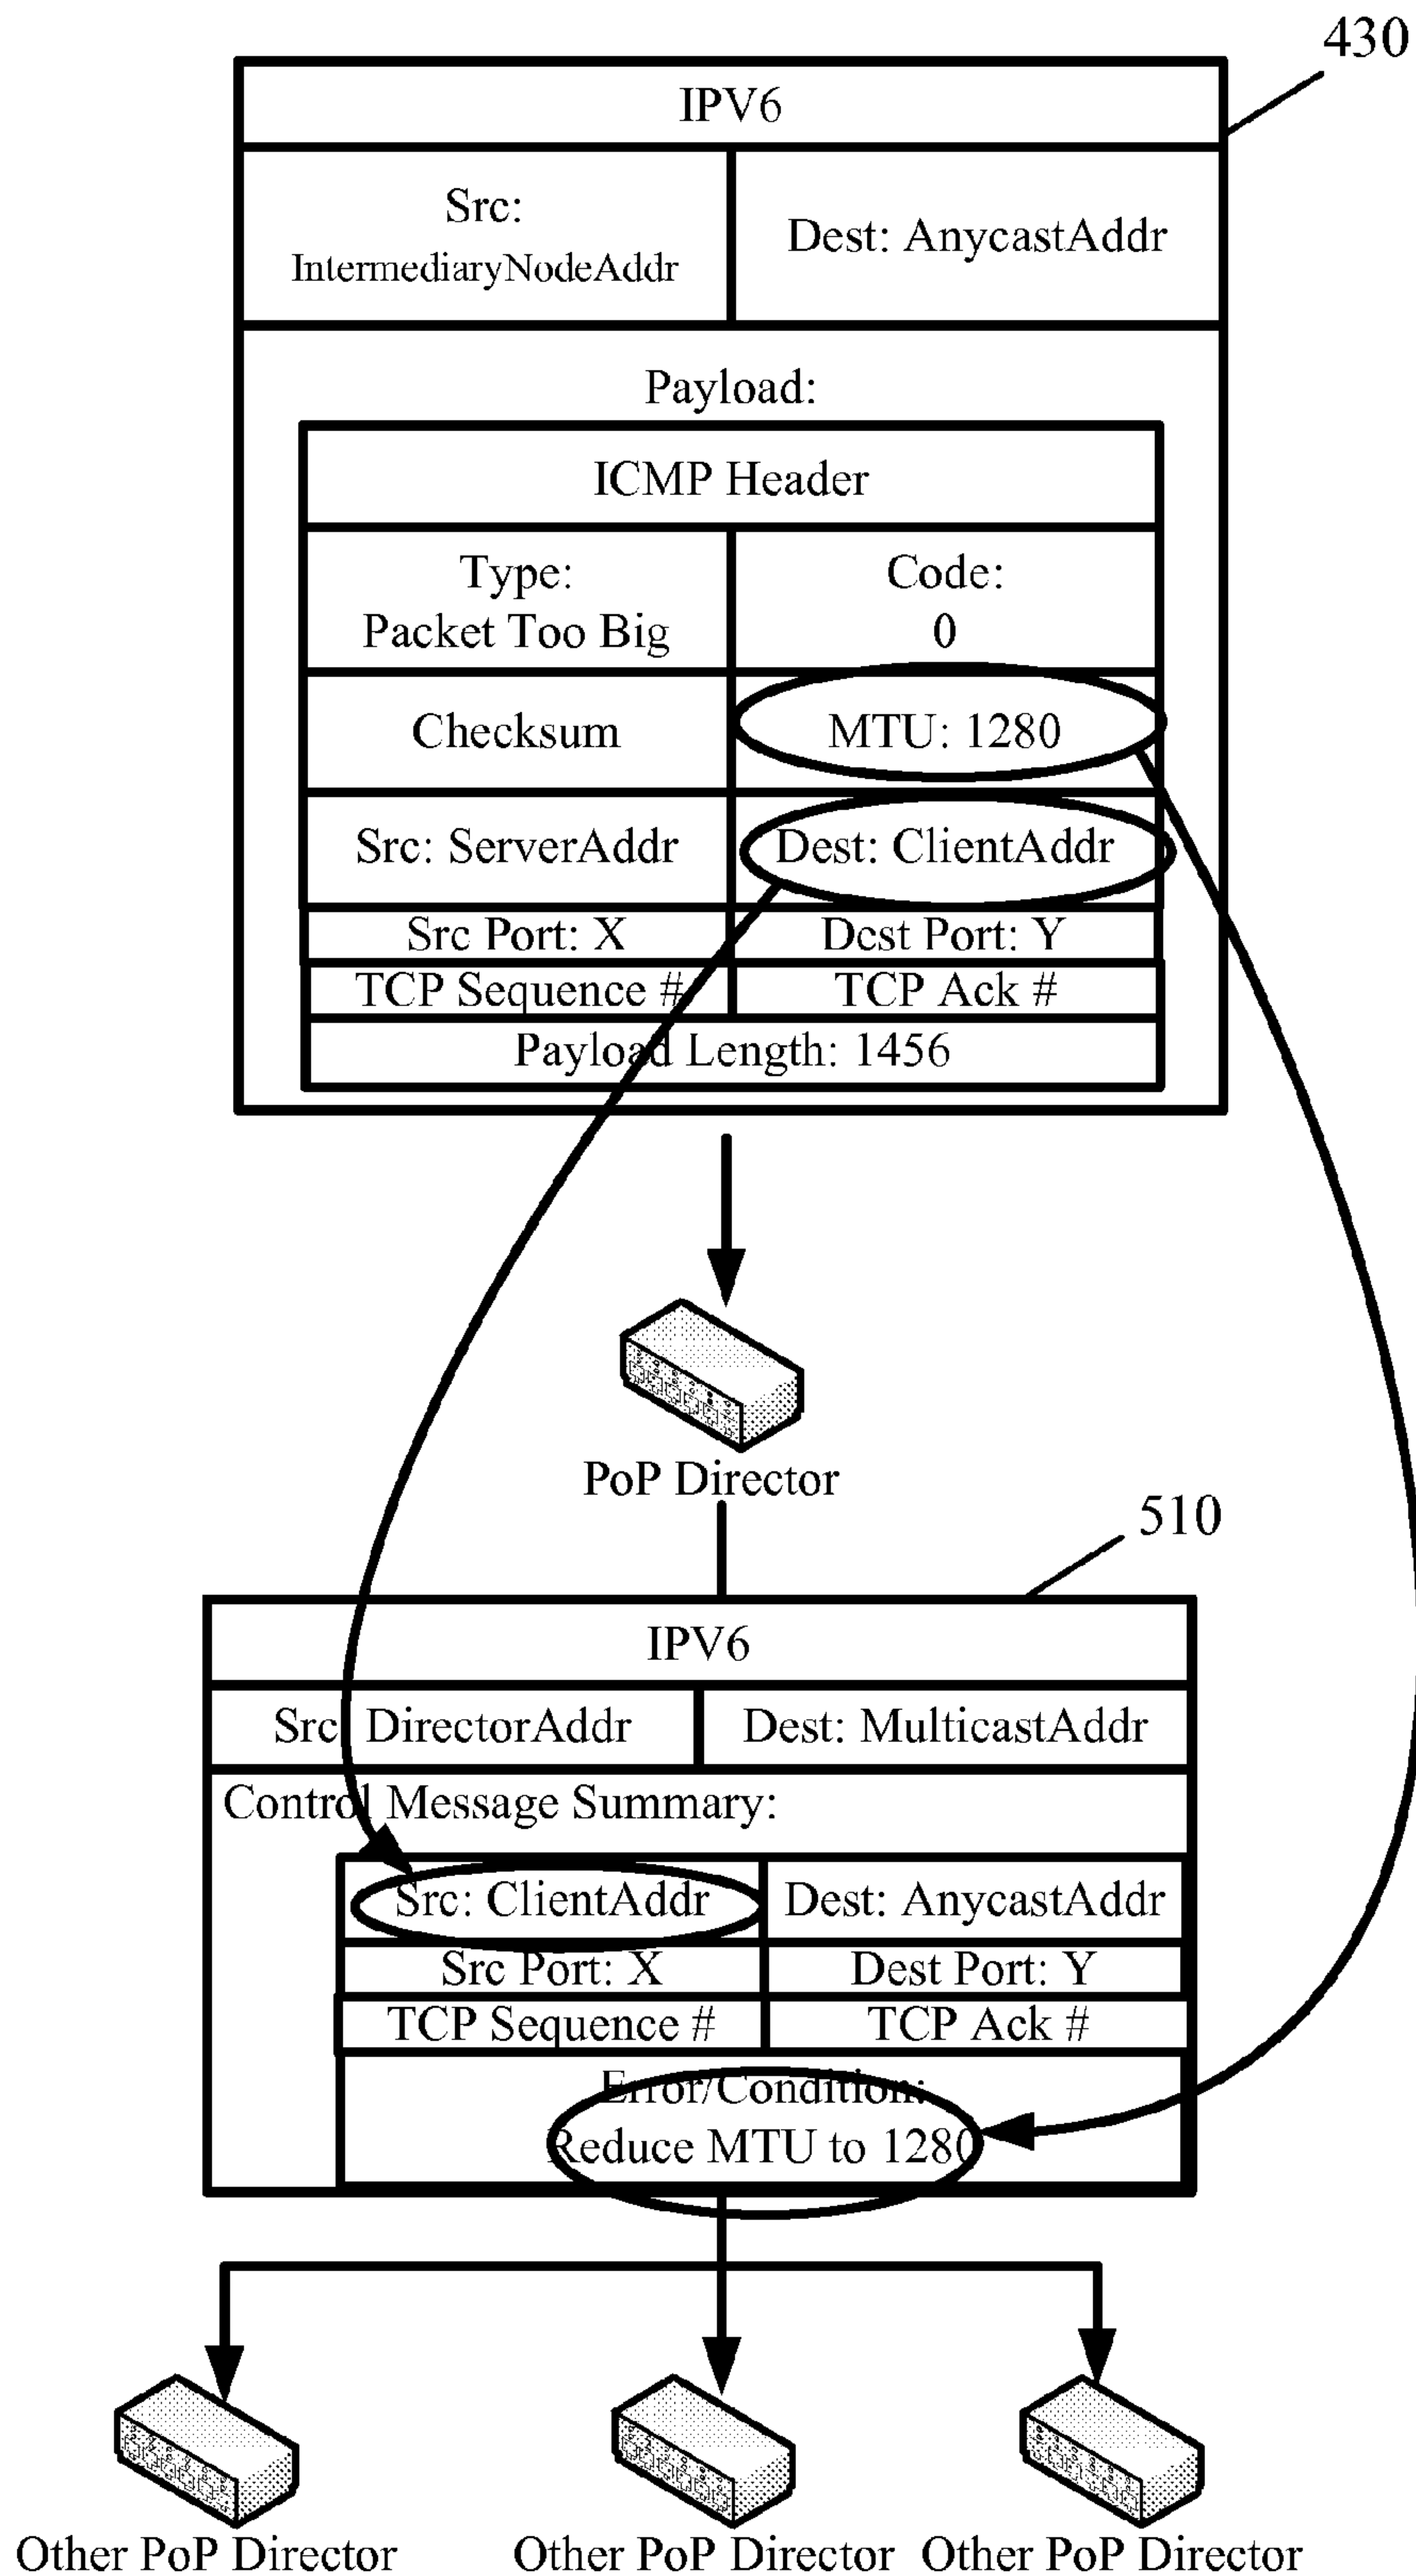 430
IPV6
Src:
IntermediaryNodeAddr
Dest: AnycastAddr
Payload:
ICMP Header
Type:
Packet Too Big
Code:
0
Checksum
MTU: 1280
Src: ServerAddr
Dest: ClientAddr
Src Port: X
Dest Port: Y
TCP Sequence #
TCP Ack #
Payload Length: 1456
PoP Director
510
IPV6
Src: DirectorAddr
Dest: MulticastAddr
Control Message Summary:
Src: ClientAddr
Dest: AnycastAddr
Src Port: X
Dest Port: Y
TCP Sequence #
TCP Ack #
Error/Condition:
Reduce MTU to 1280
Other PoP Director
Other PoP Director
Other PoP Director